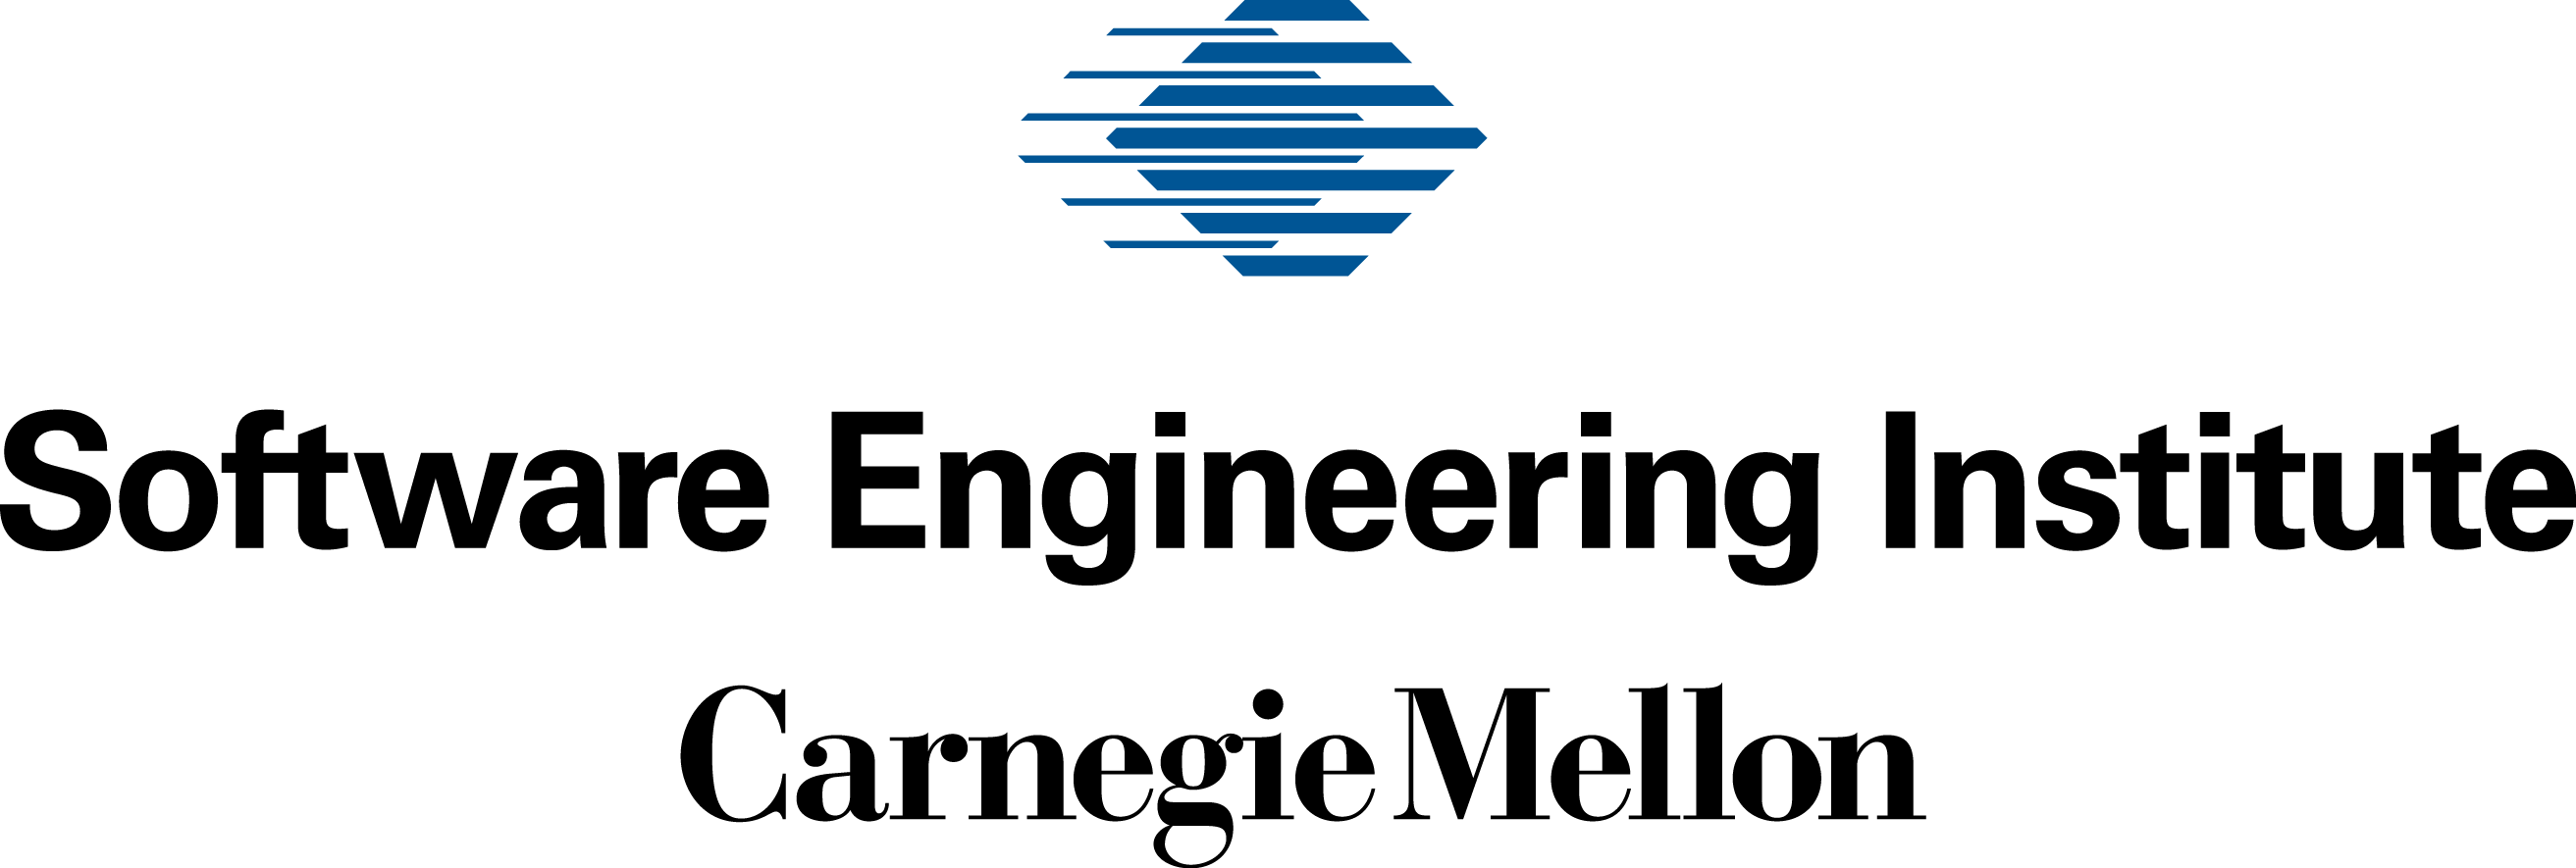 Software Engineering Institute
Carnegie Mellon